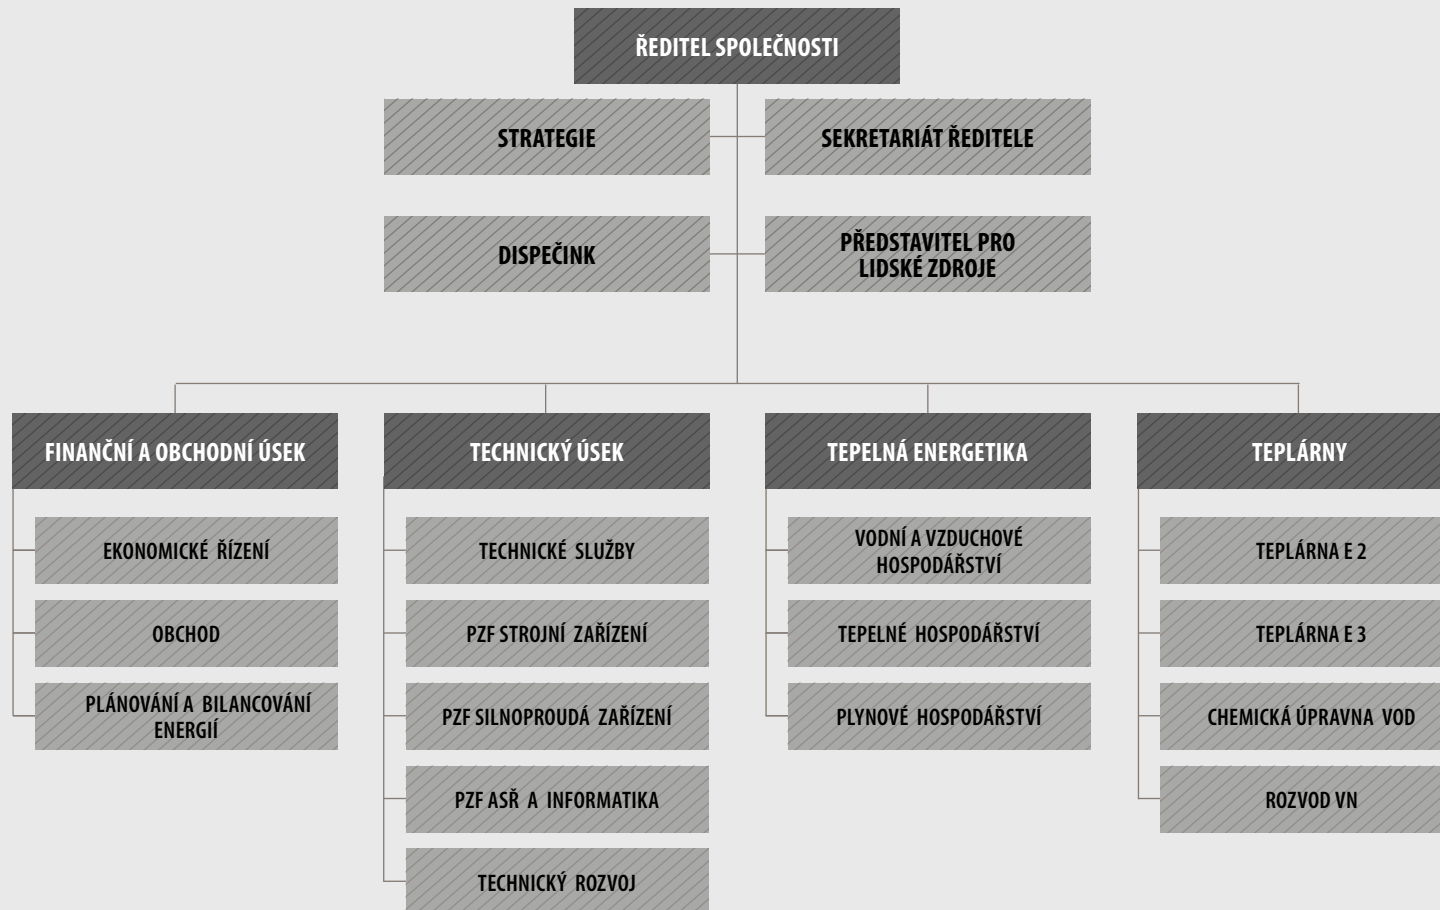 ŘEDITEL SPOLEČNOSTI
STRATEGIE
SEKRETARIÁT ŘEDITELE
DISPEČINK
PŘEDSTAVITEL PRO
LIDSKÉ ZDROJE
FINANČNÍ A OBCHODNÍ ÚSEK
EKONOMICKÉ ŘÍZENÍ
OBCHOD
PLÁNOVÁNÍ A BILANCOVÁNÍ
ENERGIÍ
TECHNICKÝ ÚSEK
TECHNICKÉ SLUŽBY
PZF STROJNÍ ZAŘÍZENÍ
PZF SILNOPROUDÁ ZAŘÍZENÍ
PZF ASŘ A INFORMATIKA
TECHNICKÝ ROZVOJ
TEPELNÁ ENERGETIKA
VODNÍ A VZDUCHOVÉ
HOSPODÁŘSTVÍ
TEPELNÉ HOSPODÁŘSTVÍ
PLYNOVÉ HOSPODÁŘSTVÍ
TEPLÁRNY
TEPLÁRNA E 2
TEPLÁRNA E 3
CHEMICKÁ ÚPRAVNA VOD
ROZVOD VN